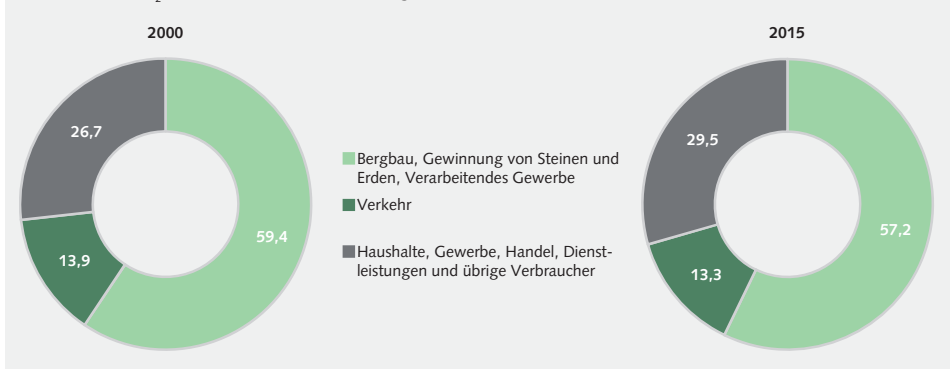 2000
2015
26,7
59,4
13,9
Bergbau, Gewinnung von Steinen und
Erden, Verarbeitendes Gewerbe
Verkehr
Haushalte, Gewerbe, Handel, Dienst-
leistungen und übrige Verbraucher
29,5
57,2
13,3